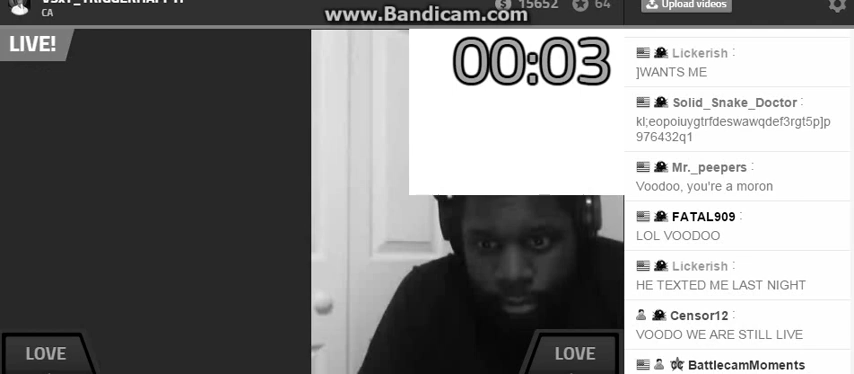 CA
www.Bandicam.com
15652
64
Upload videos
LIVE!
00:03
Lickerish :
]WANTS ME
Solid_Snake_Doctor :
kl;eopoiuygtrfdeswawqdef3rgt5p]p
976432q1
Mr._peepers :
Voodoo, you're a moron
FATAL909 :
LOL VOODOO
Lickerish :
HE TEXTED ME LAST NIGHT
Censor12 :
VOODO WE ARE STILL LIVE
BattlecamMoments
LOVE
LOVE